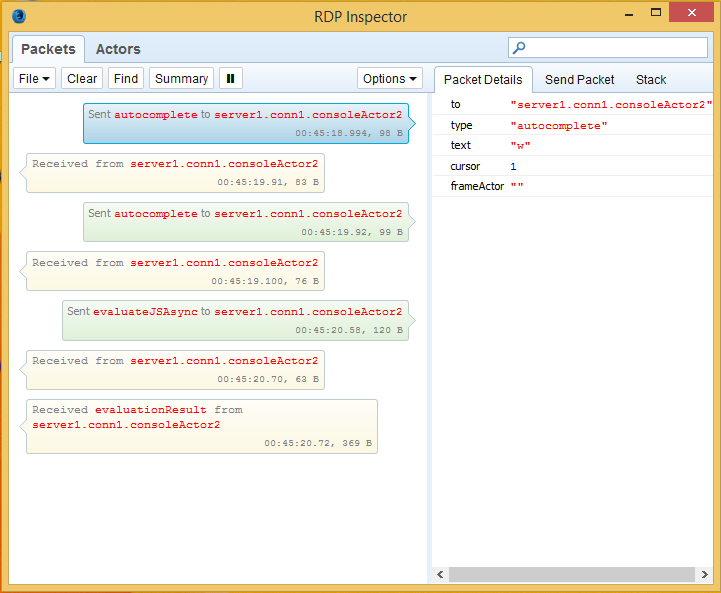 RDP Inspector
Packets Actors
File Clear Find Summary Options
Sent autocomplete to server1.conn1.consoleActor2
00:45:18.994, 98 B
Received from server1.conn1.consoleActor2
00:45:19.91, 83 B
Sent autocomplete to server1.conn1.consoleActor2
00:45:19.92, 99 B
Received from server1.conn1.consoleActor2
00:45:19.100, 76 B
Sent evaluateJSAsync to server1.conn1.consoleActor2
00:45:20.58, 120 B
Received from server1.conn1.consoleActor2
00:45:20.70, 63 B
Received evaluationResult from
server1.conn1.consoleActor2
00:45:20.72, 369 B
Packet Details Send Packet Stack
to "server1.conn1.consoleActor2"
type "autocomplete"
text "w"
cursor 1
frameActor ""